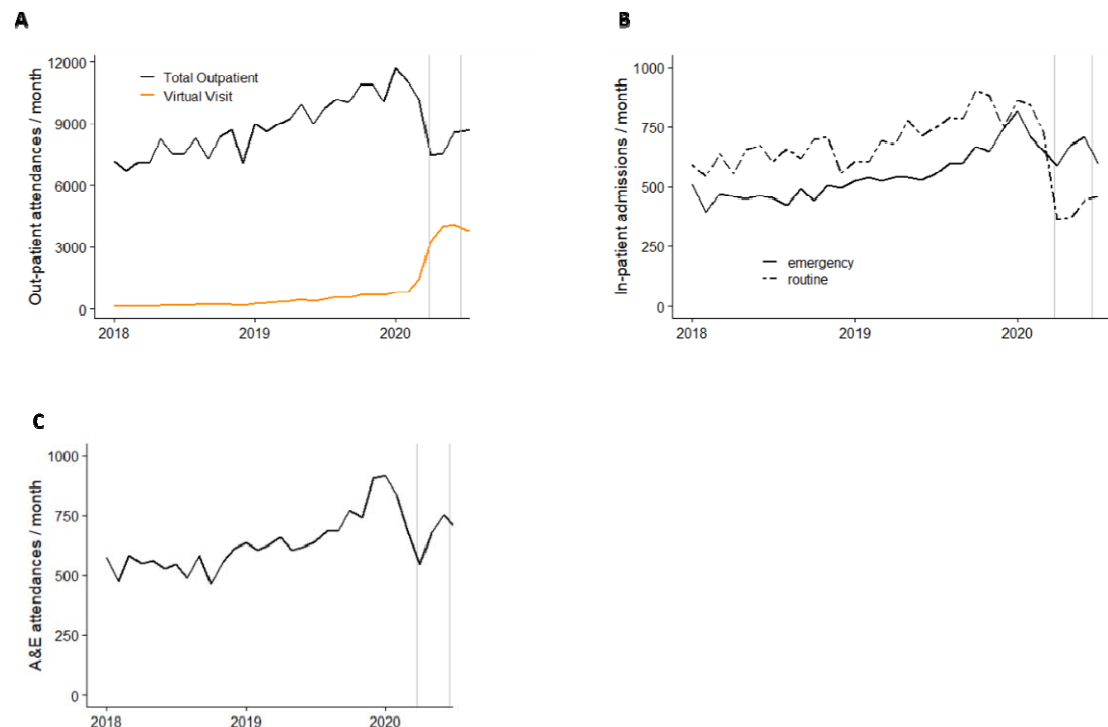 A
Out-patient attendances / month
12000
9000
6000
3000
0
Total Outpatient
Virtual Visit
2018
2019
2020
B
In-patient admissions / month
1000
750
500
250
0
emergency
routine
2018
2019
2020
C
A&E attendances / month
1000
750
500
250
0
2018
2019
2020